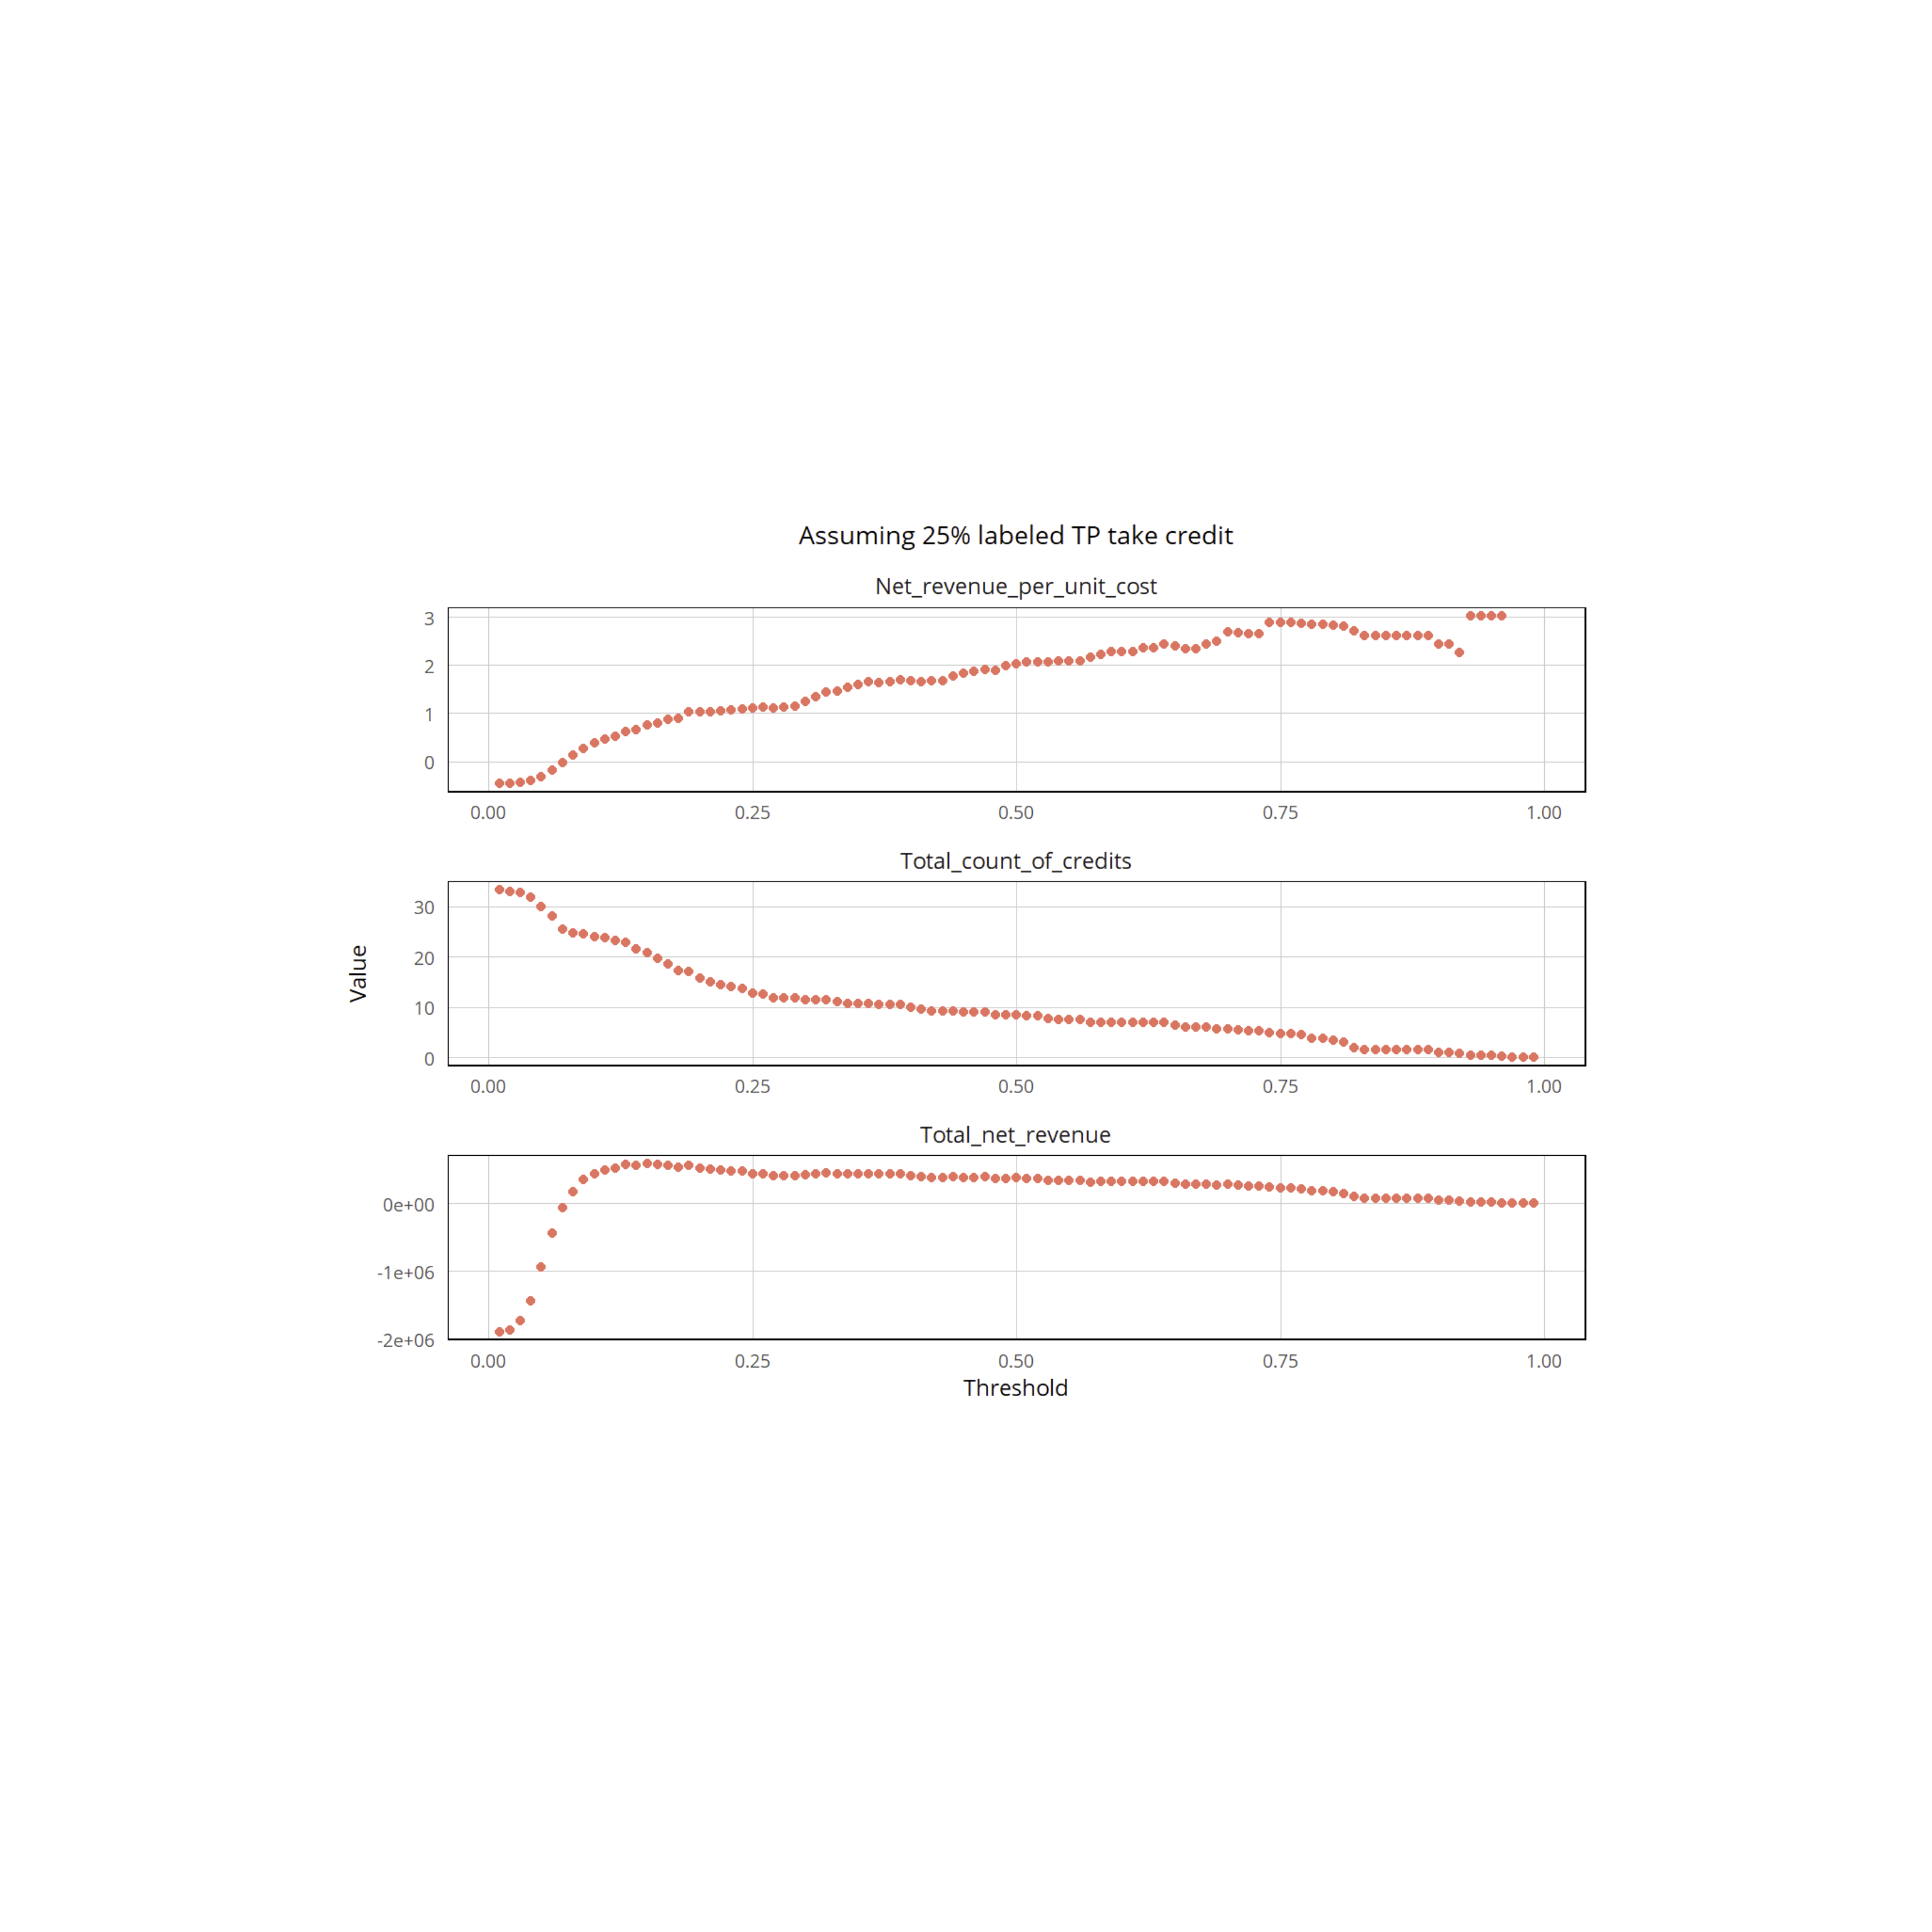 Assuming 25% labeled TP take credit
Net_revenue_per_unit_cost
3
2
1
0
0.00 0.25 0.50 0.75 1.00
Total_count_of_credits
30
20
10
0
0.00 0.25 0.50 0.75 1.00
Value
Total_net_revenue
0e+00
-1e+06
-2e+06
0.00 0.25 0.50 0.75 1.00
Threshold